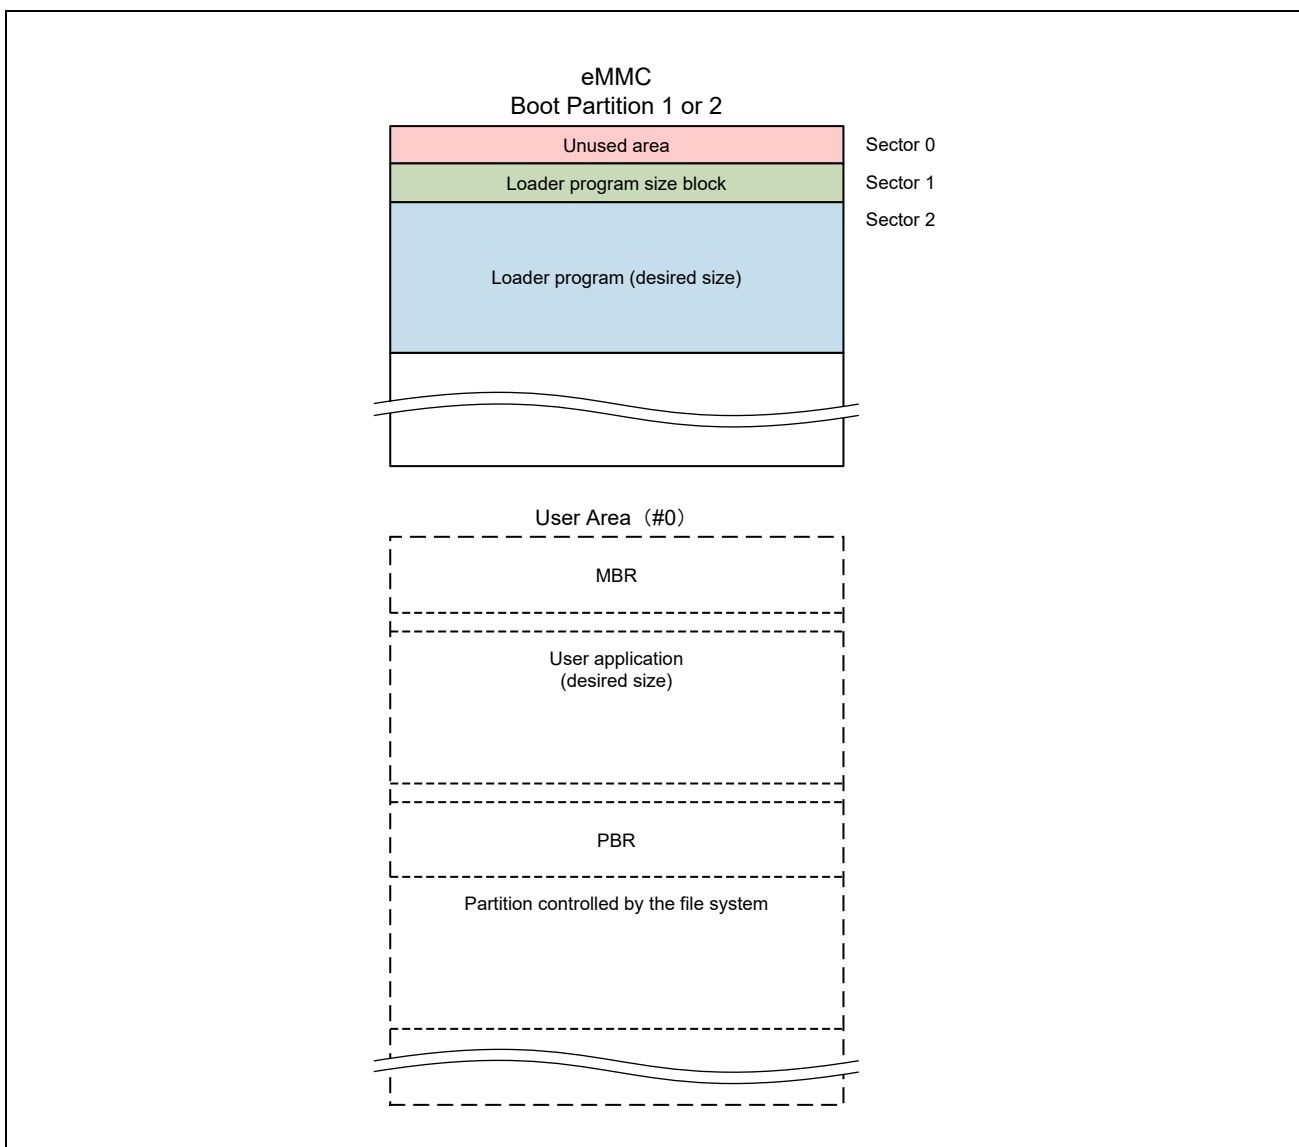 eMMC
Boot Partition 1 or 2
Unused area
Sector 0
Loader program size block
Sector 1
Sector 2
Loader program (desired size)
User Area（#0）
MBR
User application
(desired size)
PBR
Partition controlled by the file system